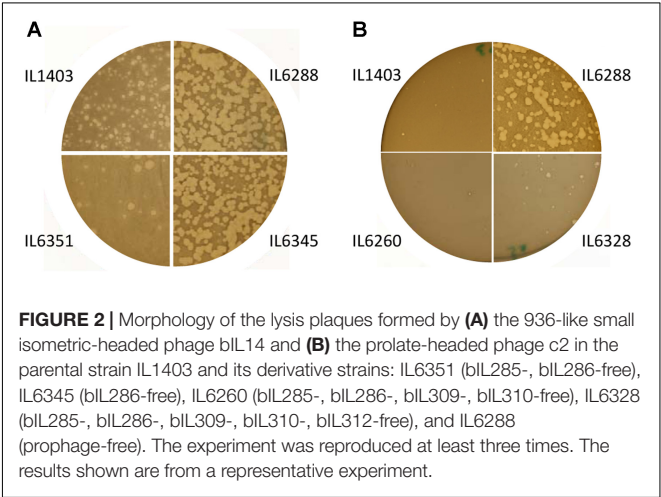 A
B
IL1403
IL6288
IL1403
IL6288
IL6351
IL6345
IL6260
IL6328
FIGURE 2 | Morphology of the lysis plaques formed by (A) the 936-like small
isometric-headed phage bIL14 and (B) the prolate-headed phage c2 in the
parental strain IL1403 and its derivative strains: IL6351 (bIL285-, bIL286-free),
IL6345 (bIL286-free), IL6260 (bIL285-, bIL286-, bIL309-, bIL310-free), IL6328
(bIL285-, bIL286-, bIL309-, bIL310-, bIL312-free), and IL6288
(prophage-free). The experiment was reproduced at least three times. The
results shown are from a representative experiment.